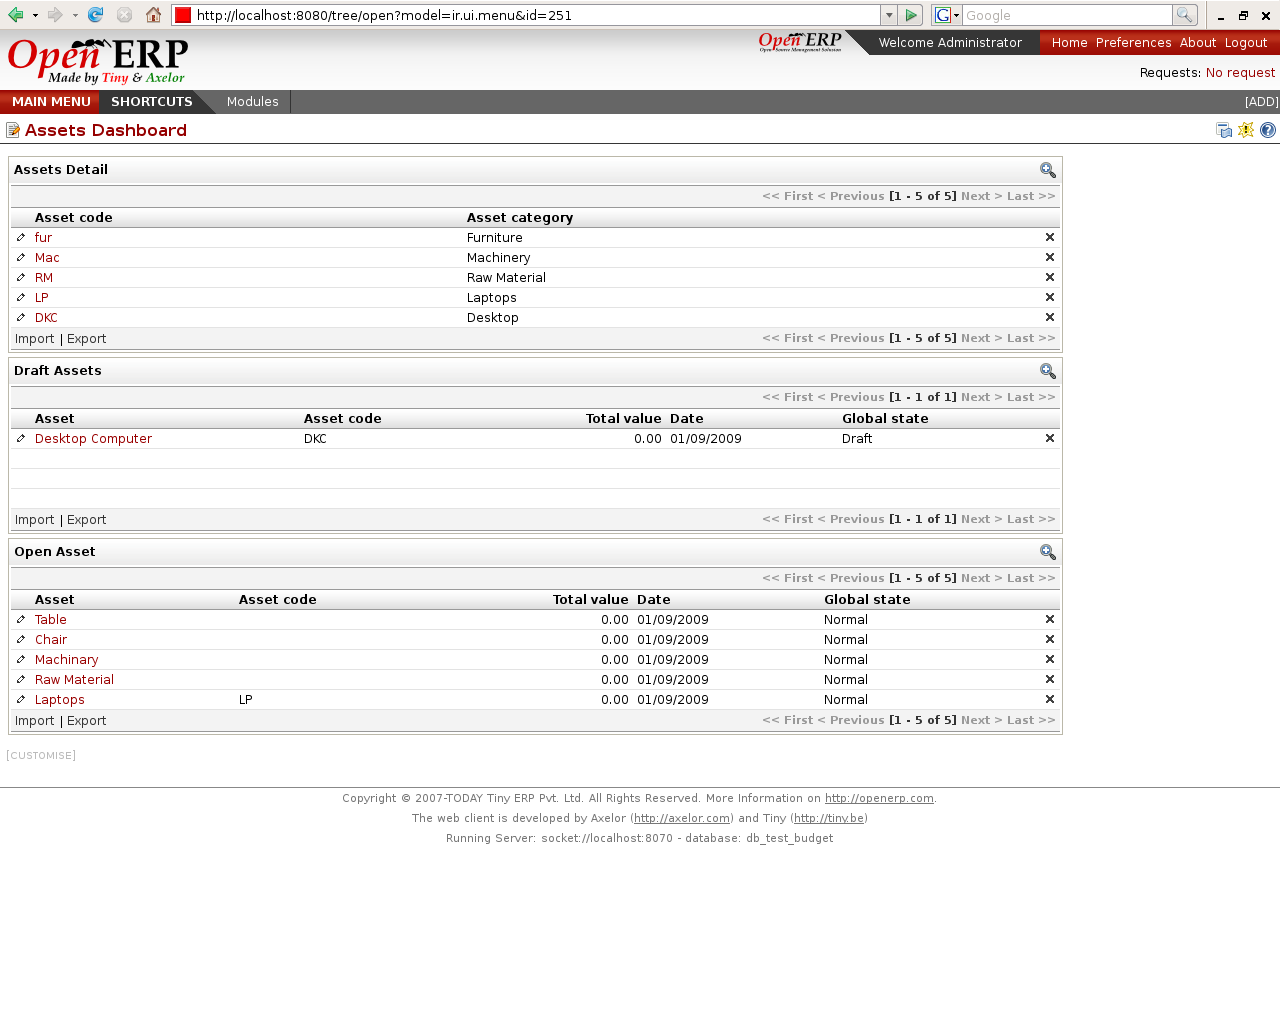 http://localhost:8080/tree/open?model=ir.ui.menu&id=251
G Google
Open ERP
Made by Tiny & Axelor
Open ERP
Open Source Management Solution
Welcome Administrator
Home Preferences About Logout
Requests: No request
MAIN MENU SHORTCUTS Modules [ADD]
Assets Dashboard
Assets Detail
<< First < Previous [1 - 5 of 5] Next > Last >>
Asset code Asset category
fur Furniture
Mac Machinery
RM Raw Material
LP Laptops
DKC Desktop
Import | Export << First < Previous [1 - 5 of 5] Next > Last >>
Draft Assets
<< First < Previous [1 - 1 of 1] Next > Last >>
Asset Asset code Total value Date Global state
Desktop Computer DKC 0.00 01/09/2009 Draft
Import | Export << First < Previous [1 - 1 of 1] Next > Last >>
Open Asset
<< First < Previous [1 - 5 of 5] Next > Last >>
Asset Asset code Total value Date Global state
Table 0.00 01/09/2009 Normal
Chair 0.00 01/09/2009 Normal
Machinary 0.00 01/09/2009 Normal
Raw Material 0.00 01/09/2009 Normal
Laptops LP 0.00 01/09/2009 Normal
Import | Export << First < Previous [1 - 5 of 5] Next > Last >>
[CUSTOMISE]
Copyright © 2007-TODAY Tiny ERP Pvt. Ltd. All Rights Reserved. More Information on http://openerp.com.
The web client is developed by Axelor (http://axelor.com) and Tiny (http://tiny.be)
Running Server: socket://localhost:8070 - database: db_test_budget